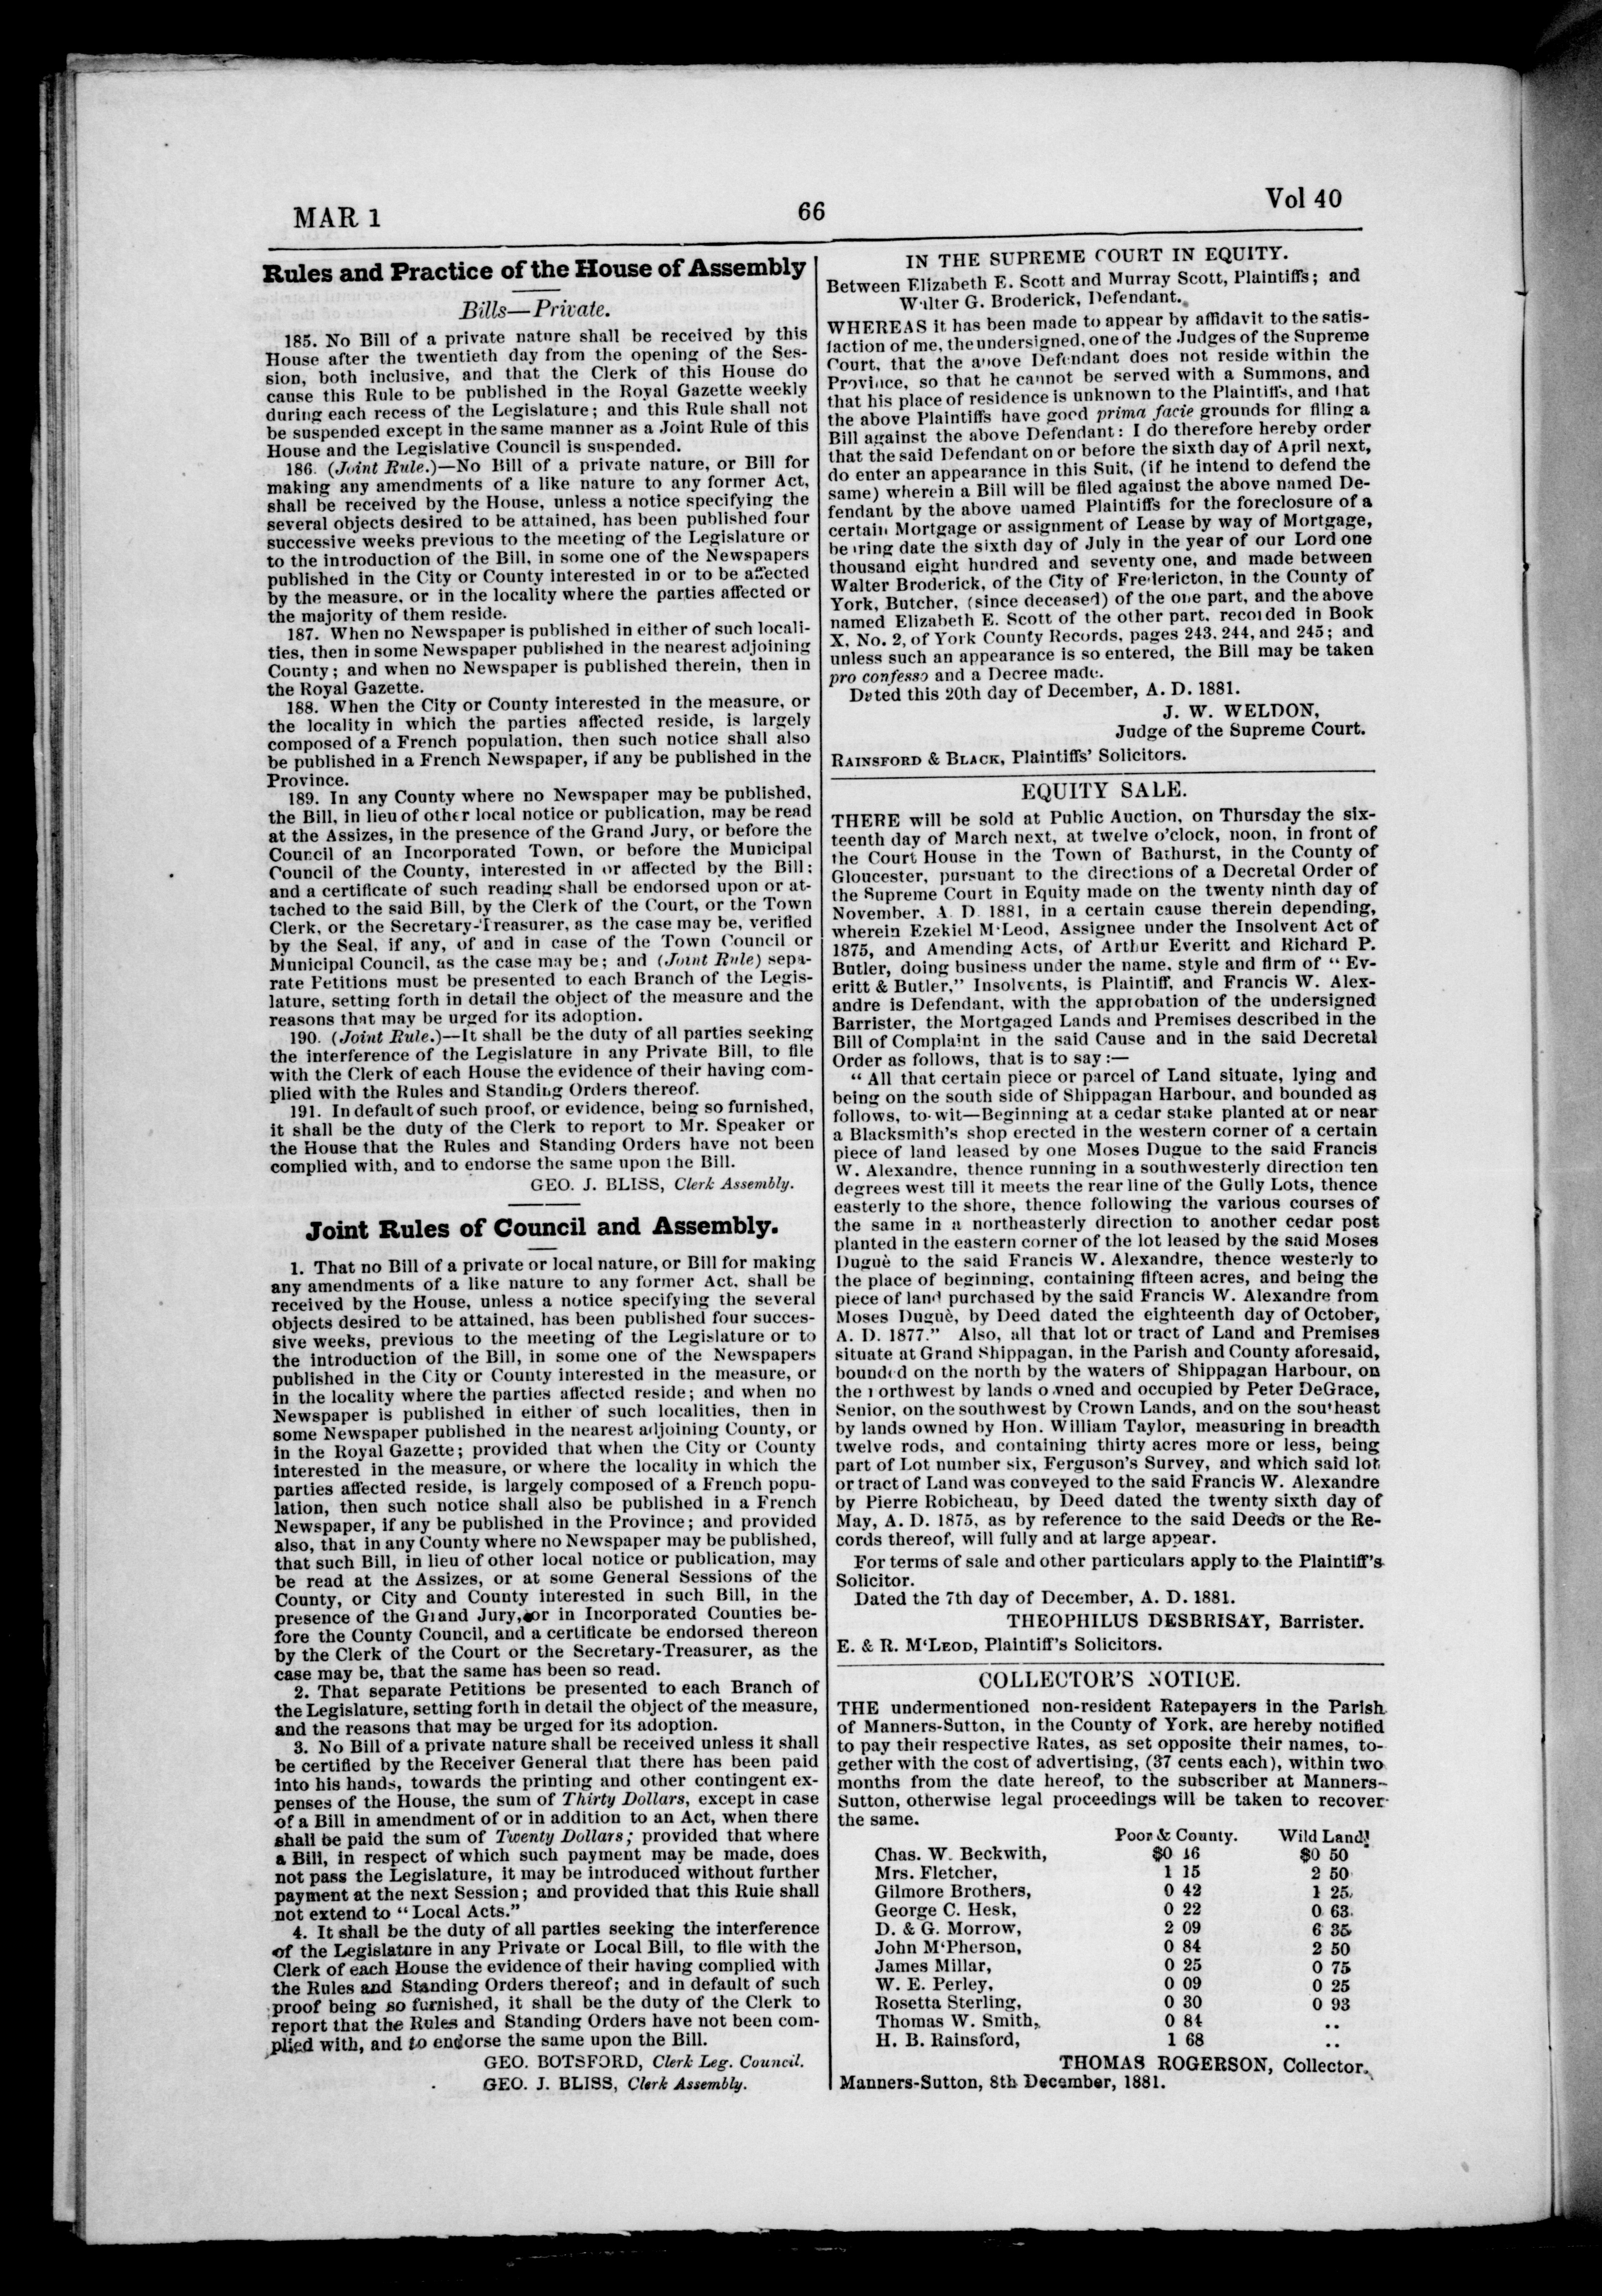 MAR 1
66
Vol 40
Rules and Practice of the House of Assembly
Bills—Private.
185. No Bill of a private nature shall be received by this
House after the twentieth day from the opening of the Ses-
sion, both inclusive, and that the Clerk of this House do
cause this Rule to be published in the Royal Gazette weekly
during each recess of the Legislature; and this Rule shall not
be suspended except in the same manner as a Joint Rule of this
House and the Legislative Council is suspended.
186. (Joint Rule.)—No Bill of a private nature, or Bill for
making any amendments of a like nature to any former Act,
shall be received by the House, unless a notice specifying the
several objects desired to be attained, has been published four
successive weeks previous to the meeting of the Legislature or
to the introduction of the Bill, in some one of the Newspapers
published in the City or County interested in or to be affected
by the measure, or in the locality where the parties affected or
the majority of them reside.
187. When no Newspaper is published in either of such locali-
ties, then in some Newspaper published in the nearest adjoining
County; and when no Newspaper is published therein, then in
the Royal Gazette.
188. When the City or County interested in the measure, or
the locality in which the parties affected reside, is largely
composed of a French population, then such notice shall also
be published in a French Newspaper, if any be published in the
Province.
189. In any County where no Newspaper may be published,
the Bill, in lieu of other local notice or publication, may be read
at the Assizes, in the presence of the Grand Jury, or before the
Council of an Incorporated Town, or before the Municipal
Council of the County, interested in or affected by the Bill;
and a certificate of such reading shall be endorsed upon or at-
tached to the said Bill, by the Clerk of the Court, or the Town
Clerk, or the Secretary-Treasurer, as the case may be, verified
by the Seal, if any, of and in case of the Town Council or
Municipal Council, as the case may be; and (Joint Rule) sepa-
rate Petitions must be presented to each Branch of the Legis-
lature, setting forth in detail the object of the measure and the
reasons that may be urged for its adoption.
190. (Joint Rule.)—It shall be the duty of all parties seeking
the interference of the Legislature in any Private Bill, to file
with the Clerk of each House the evidence of their having com-
plied with the Rules and Standing Orders thereof.
191. In default of such proof, or evidence, being so furnished,
it shall be the duty of the Clerk to report to Mr. Speaker or
the House that the Rules and Standing Orders have not been
complied with, and to endorse the same upon the Bill.
GEO. J. BLISS, Clerk Assembly.
Joint Rules of Council and Assembly.
1. That no Bill of a private or local nature, or Bill for making
any amendments of a like nature to any former Act, shall be
received by the House, unless a notice specifying the several
objects desired to be attained, has been published four succes-
sive weeks, previous to the meeting of the Legislature or to
the introduction of the Bill, in some one of the Newspapers
published in the City or County interested in the measure, or
in the locality where the parties affected reside; and when no
Newspaper is published in either of such localities, then in
some Newspaper published in the nearest adjoining County, or
in the Royal Gazette; provided that when the City or County
interested in the measure, or where the locality in which the
parties affected reside, is largely composed of a French popu-
lation, then such notice shall also be published in a French
Newspaper, if any be published in the Province; and provided
also, that in any County where no Newspaper may be published,
that such Bill, in lieu of other local notice or publication, may
be read at the Assizes, or at some General Sessions of the
County, or City and County interested in such Bill, in the
presence of the Grand Jury, or in Incorporated Counties be-
fore the County Council, and a certificate be endorsed thereon
by the Clerk of the Court or the Secretary-Treasurer, as the
case may be, that the same has been so read.
2. That separate Petitions be presented to each Branch of
the Legislature, setting forth in detail the object of the measure,
and the reasons that may be urged for its adoption.
3. No Bill of a private nature shall be received unless it shall
be certified by the Receiver General that there has been paid
into his hands, towards the printing and other contingent ex-
penses of the House, the sum of Thirty Dollars, except in case
of a Bill in amendment of or in addition to an Act, when there
shall be paid the sum of Twenty Dollars; provided that where
a Bill, in respect of which such payment may be made, does
not pass the Legislature, it may be introduced without further
payment at the next Session; and provided that this Rule shall
not extend to "Local Acts."
4. It shall be the duty of all parties seeking the interference
of the Legislature in any Private or Local Bill, to file with the
Clerk of each House the evidence of their having complied with
the Rules and Standing Orders thereof; and in default of such
proof being so furnished, it shall be the duty of the Clerk to
report that the Rules and Standing Orders have not been com-
plied with, and to endorse the same upon the Bill.
GEO. BOTSFORD, Clerk Leg. Council.
GEO. J. BLISS, Clerk Assembly.
IN THE SUPREME COURT IN EQUITY.
Between Elizabeth E. Scott and Murray Scott, Plaintiffs; and
Walter G. Broderick, Defendant.
WHEREAS it has been made to appear by affidavit to the satis-
faction of me, the undersigned, one of the Judges of the Supreme
Court, that the above Defendant does not reside within the
Province, so that he cannot be served with a Summons, and
that his place of residence is unknown to the Plaintiffs, and that
the above Plaintiffs have good prima facie grounds for filing a
Bill against the above Defendant: I do therefore hereby order
that the said Defendant on or before the sixth day of April next,
do enter an appearance in this Suit, (if he intend to defend the
same) wherein a Bill will be filed against the above named De-
fendant by the above named Plaintiffs for the foreclosure of a
certain Mortgage or assignment of Lease by way of Mortgage,
bearing date the sixth day of July in the year of our Lord one
thousand eight hundred and seventy one, and made between
Walter Broderick, of the City of Fredericton, in the County of
York, Butcher, (since deceased) of the one part, and the above
named Elizabeth E. Scott of the other part, recorded in Book
X, No. 2, of York County Records, pages 243, 244, and 245; and
unless such an appearance is so entered, the Bill may be taken
pro confesso and a Decree made.
Dated this 20th day of December, A. D. 1881.
J. W. WELDON,
Judge of the Supreme Court.
RAINSFORD & BLACK, Plaintiffs' Solicitors.
EQUITY SALE.
THERE will be sold at Public Auction, on Thursday the six-
teenth day of March next, at twelve o'clock, noon, in front of
the Court House in the Town of Bathurst, in the County of
Gloucester, pursuant to the directions of a Decretal Order of
the Supreme Court in Equity made on the twenty ninth day of
November, A. D. 1881, in a certain cause therein depending,
wherein Ezekiel M'Leod, Assignee under the Insolvent Act of
1875, and Amending Acts, of Arthur Everitt and Richard P.
Butler, doing business under the name, style and firm of "Ev-
eritt & Butler," Insolvents, is Plaintiff, and Francis W. Alex-
andre is Defendant, with the approbation of the undersigned
Barrister, the Mortgaged Lands and Premises described in the
Bill of Complaint in the said Cause and in the said Decretal
Order as follows, that is to say:—
"All that certain piece or parcel of Land situate, lying and
being on the south side of Shippagan Harbour, and bounded as
follows, to-wit—Beginning at a cedar stake planted at or near
a Blacksmith's shop erected in the western corner of a certain
piece of land leased by one Moses Dugue to the said Francis
W. Alexandre, thence running in a southwesterly direction ten
degrees west till it meets the rear line of the Gully Lots, thence
easterly to the shore, thence following the various courses of
the same in a northeasterly direction to another cedar post
planted in the eastern corner of the lot leased by the said Moses
Duguè to the said Francis W. Alexandre, thence westerly to
the place of beginning, containing fifteen acres, and being the
piece of land purchased by the said Francis W. Alexandre from
Moses Duguè, by Deed dated the eighteenth day of October,
A. D. 1877." Also, all that lot or tract of Land and Premises
situate at Grand Shippagan, in the Parish and County aforesaid,
bounded on the north by the waters of Shippagan Harbour, on
the northwest by lands owned and occupied by Peter DeGrace,
Senior, on the southwest by Crown Lands, and on the southeast
by lands owned by Hon. William Taylor, measuring in breadth
twelve rods, and containing thirty acres more or less, being
part of Lot number six, Ferguson's Survey, and which said lot
or tract of Land was conveyed to the said Francis W. Alexandre
by Pierre Robicheau, by Deed dated the twenty sixth day of
May, A. D. 1875, as by reference to the said Deeds or the Re-
cords thereof, will fully and at large appear.
For terms of sale and other particulars apply to the Plaintiff's
Solicitor.
Dated the 7th day of December, A. D. 1881.
THEOPHILUS DESBRISAY, Barrister.
E. & R. M'LEOD, Plaintiff's Solicitors.
COLLECTOR'S NOTICE.
THE undermentioned non-resident Ratepayers in the Parish
of Manners-Sutton, in the County of York, are hereby notified
to pay their respective Rates, as set opposite their names, to-
gether with the cost of advertising, (37 cents each), within two
months from the date hereof, to the subscriber at Manners-
Sutton, otherwise legal proceedings will be taken to recover
the same.
Poor & County. Wild Land.
Chas. W. Beckwith, $0 16 $0 50
Mrs. Fletcher, 1 15 2 50
Gilmore Brothers, 0 42 1 25
George C. Hesk, 0 22 0 63
D. & G. Morrow, 2 09 6 35
John M'Pherson, 0 84 2 50
James Millar, 0 25 0 75
W. E. Perley, 0 09 0 25
Rosetta Sterling, 0 30 0 93
Thomas W. Smith, 0 84 ..
H. B. Rainsford, 1 68 ..
THOMAS ROGERSON, Collector.
Manners-Sutton, 8th December, 1881.